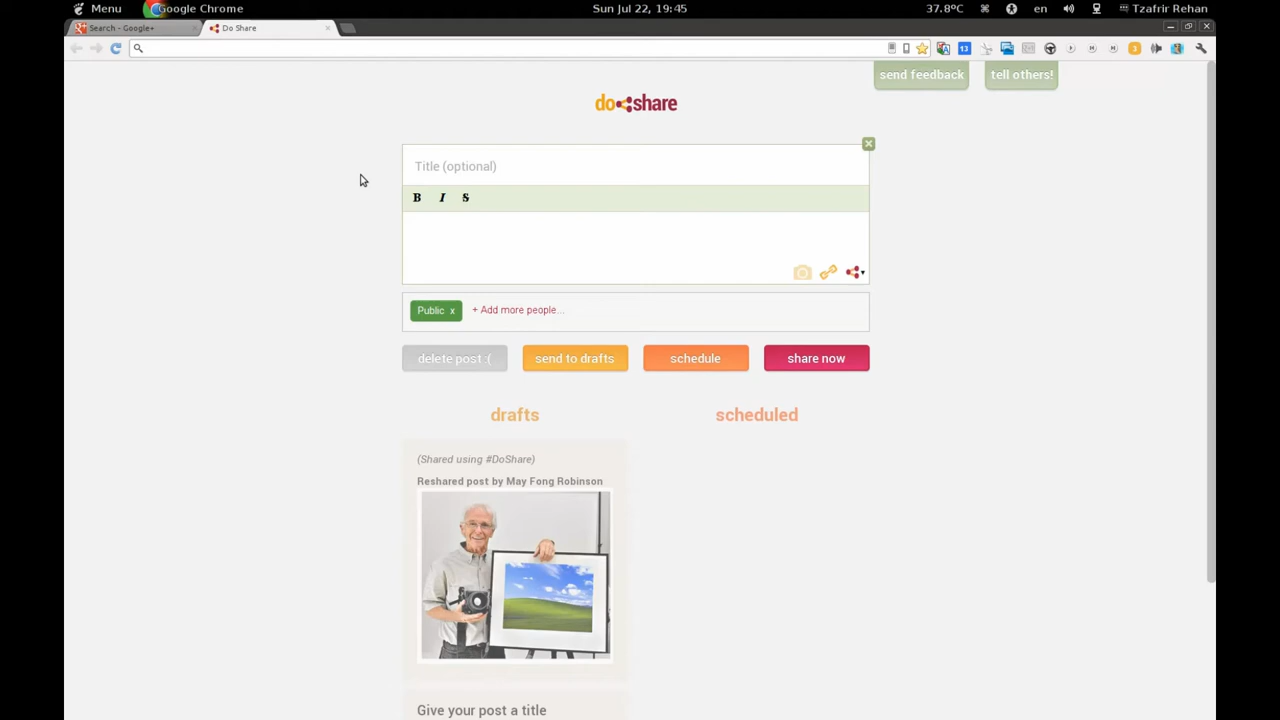 Menu Google Chrome Sun Jul 22, 19:45 37.8°C en Tzafrir Rehan
Search - Google+ Do Share
13 3
send feedback tell others!
do share
Title (optional)
B I S
Public x + Add more people...
delete post :( send to drafts schedule share now
drafts scheduled
(Shared using #DoShare)
Reshared post by May Fong Robinson
Give your post a title